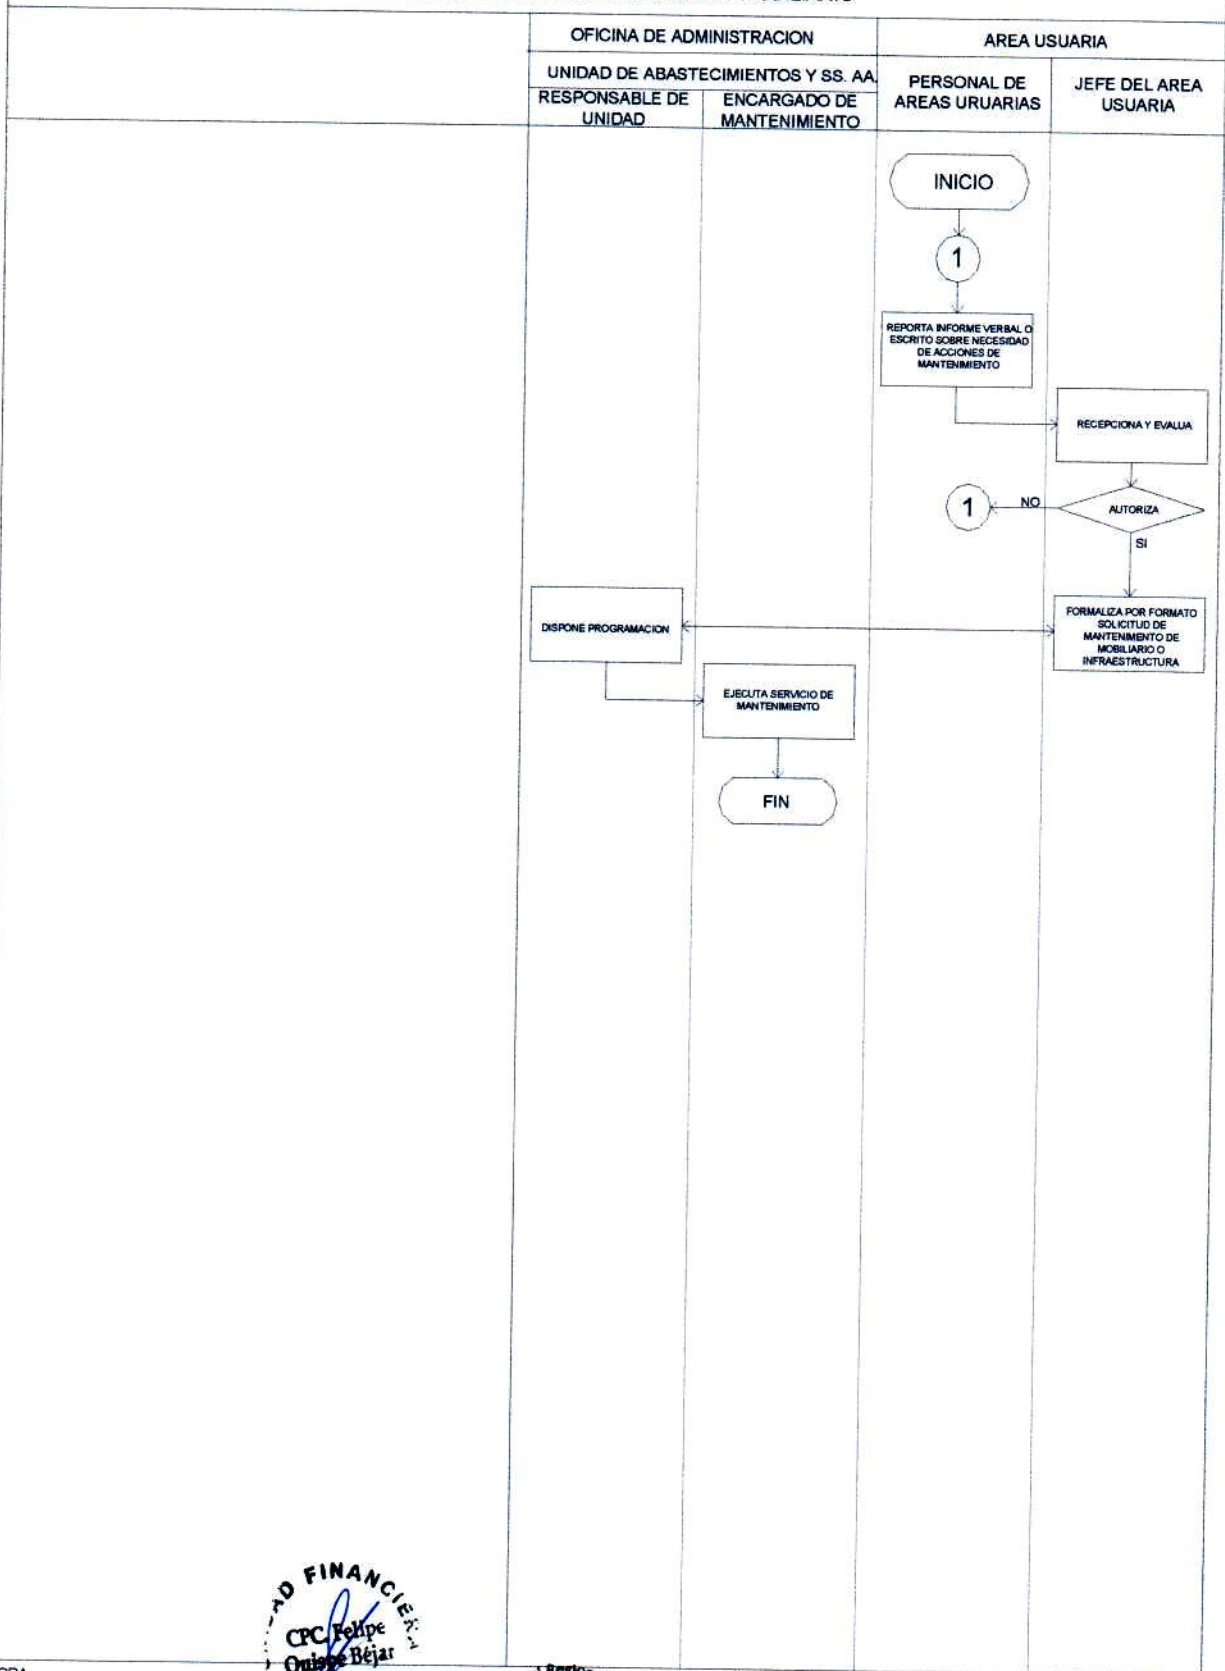 OFICINA DE ADMINISTRACION
AREA USUARIA
UNIDAD DE ABASTECIMIENTOS Y SS. AA.
RESPONSABLE DE
UNIDAD
ENCARGADO DE
MANTENIMIENTO
PERSONAL DE
AREAS URUARIAS
JEFE DEL AREA
USUARIA
INICIO
1
REPORTA INFORME VERBAL O
ESCRITO SOBRE NECESIDAD
DE ACCIONES DE
MANTENIMIENTO
RECEPCIONA Y EVALUA
1
NO
AUTORIZA
SI
FORMALIZA POR FORMATO
SOLICITUD DE
MANTENIMENTO DE
MOBILIARIO O
INFRAESTRUCTURA
DISPONE PROGRAMACION
EJECUTA SERVICIO DE
MANTENIMIENTO
FIN
FINANCIERA
CPC. Felipe
Quispe Béjar